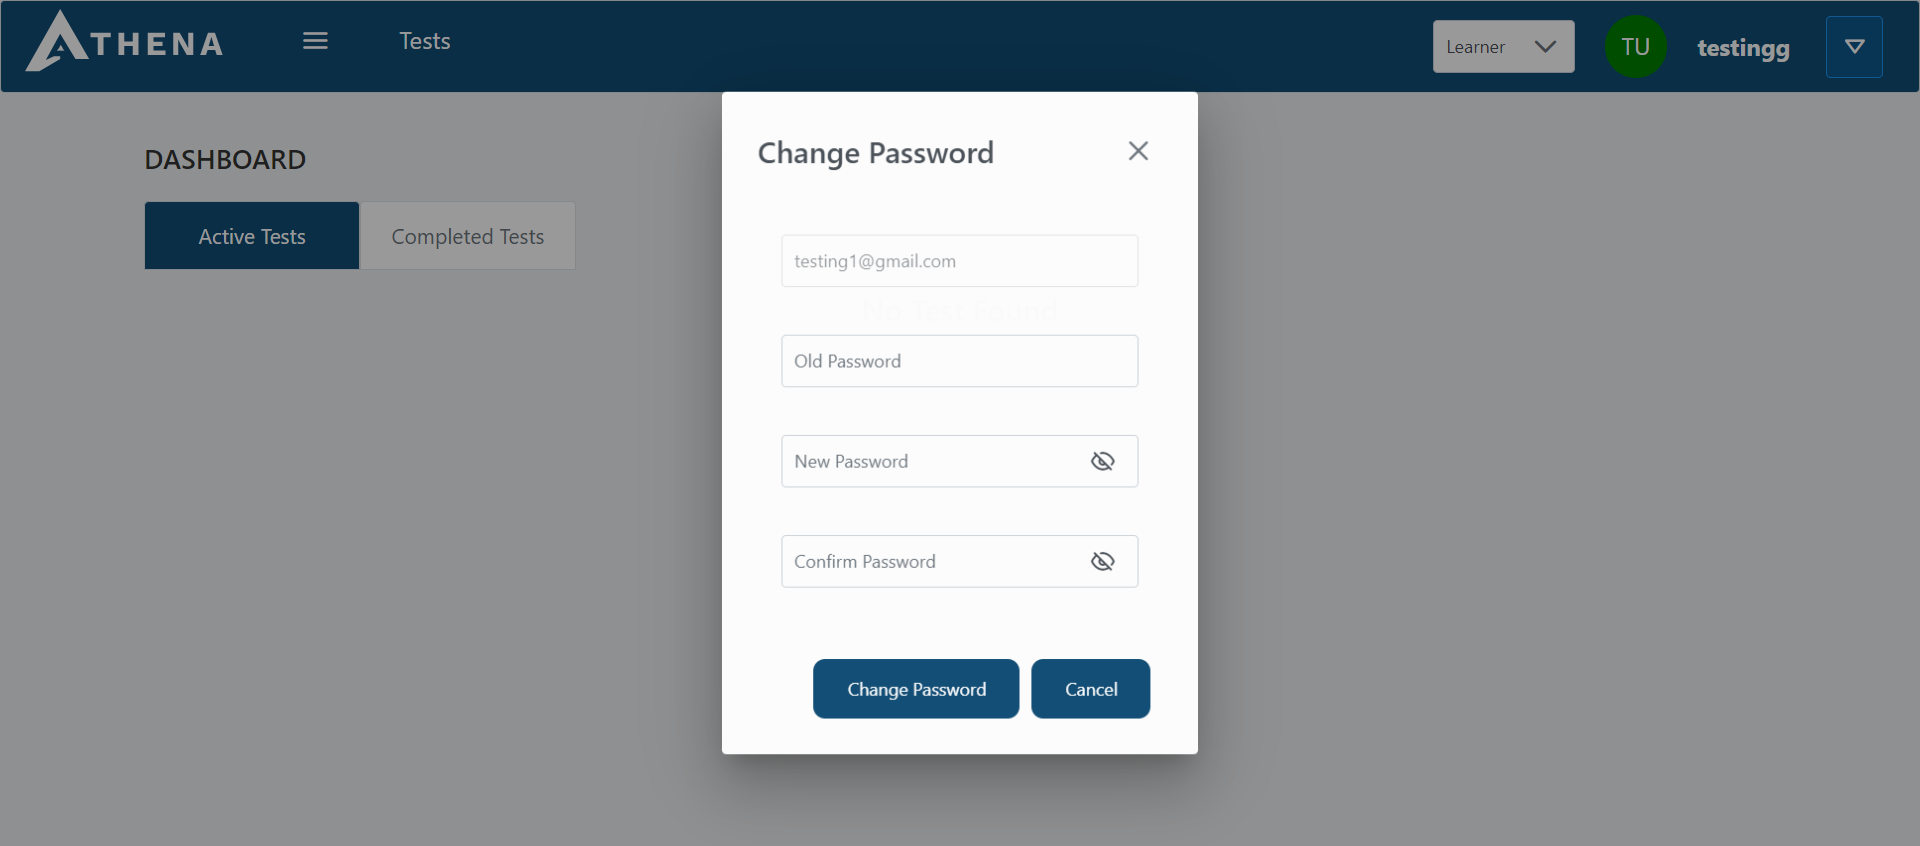 ATHENA
Tests
Learner
TU
testingg
DASHBOARD
Active Tests
Completed Tests
Change Password
testing1@gmail.com
No Test Found
Old Password
New Password
Confirm Password
Change Password
Cancel